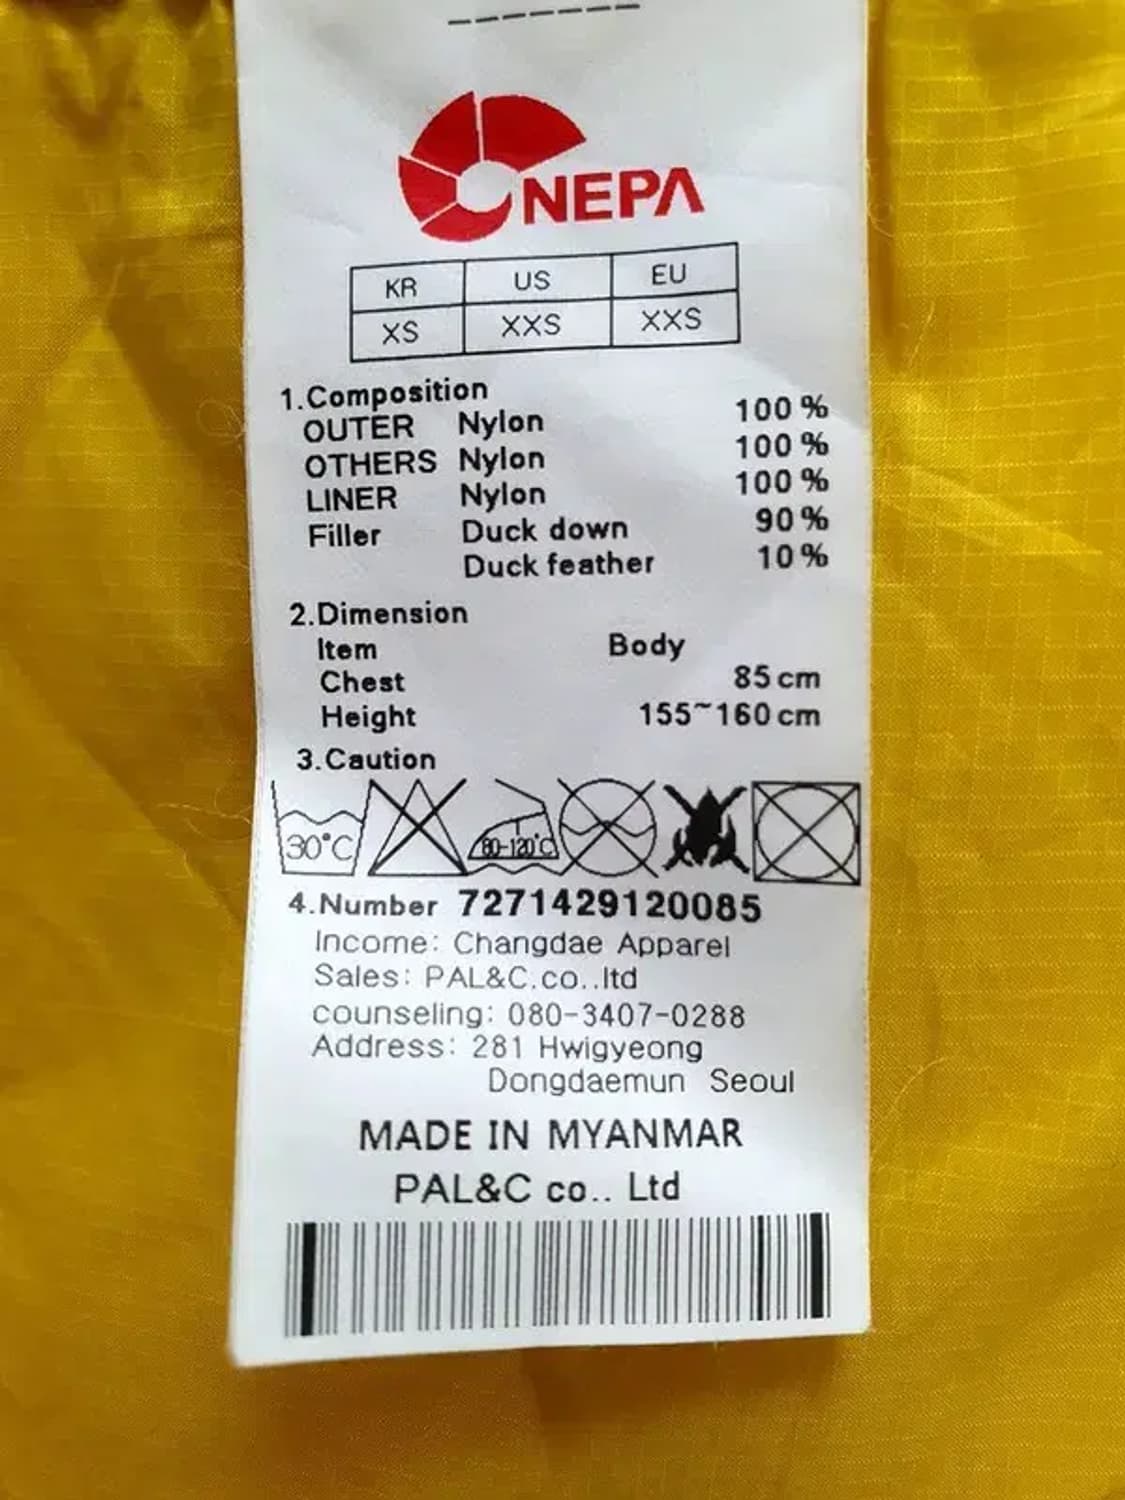 NEPA
KR US EU
XS XXS XXS
1.Composition
OUTER Nylon 100 %
OTHERS Nylon 100 %
LINER Nylon 100 %
Filler Duck down 90 %
Duck feather 10 %
2.Dimension
Item Body
Chest 85 cm
Height 155~160 cm
3.Caution
30°C 80-120°C
4.Number 7271429120085
Income: Changdae Apparel
Sales: PAL&C.co..ltd
counseling: 080-3407-0288
Address: 281 Hwigyeong
Dongdaemun Seoul
MADE IN MYANMAR
PAL&C co.. Ltd